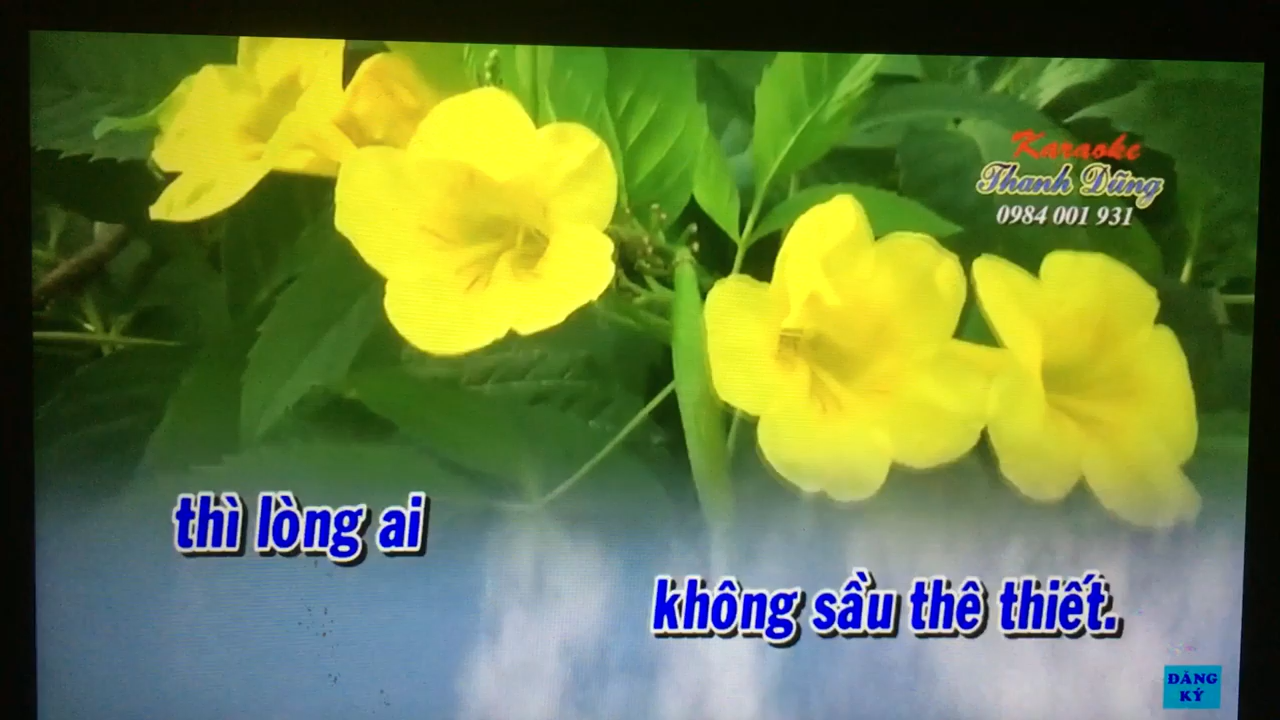 Karaoke
Thanh Dũng
0984 001 931
thì lòng ai
không sầu thê thiết.
ĐĂNG
KÝ